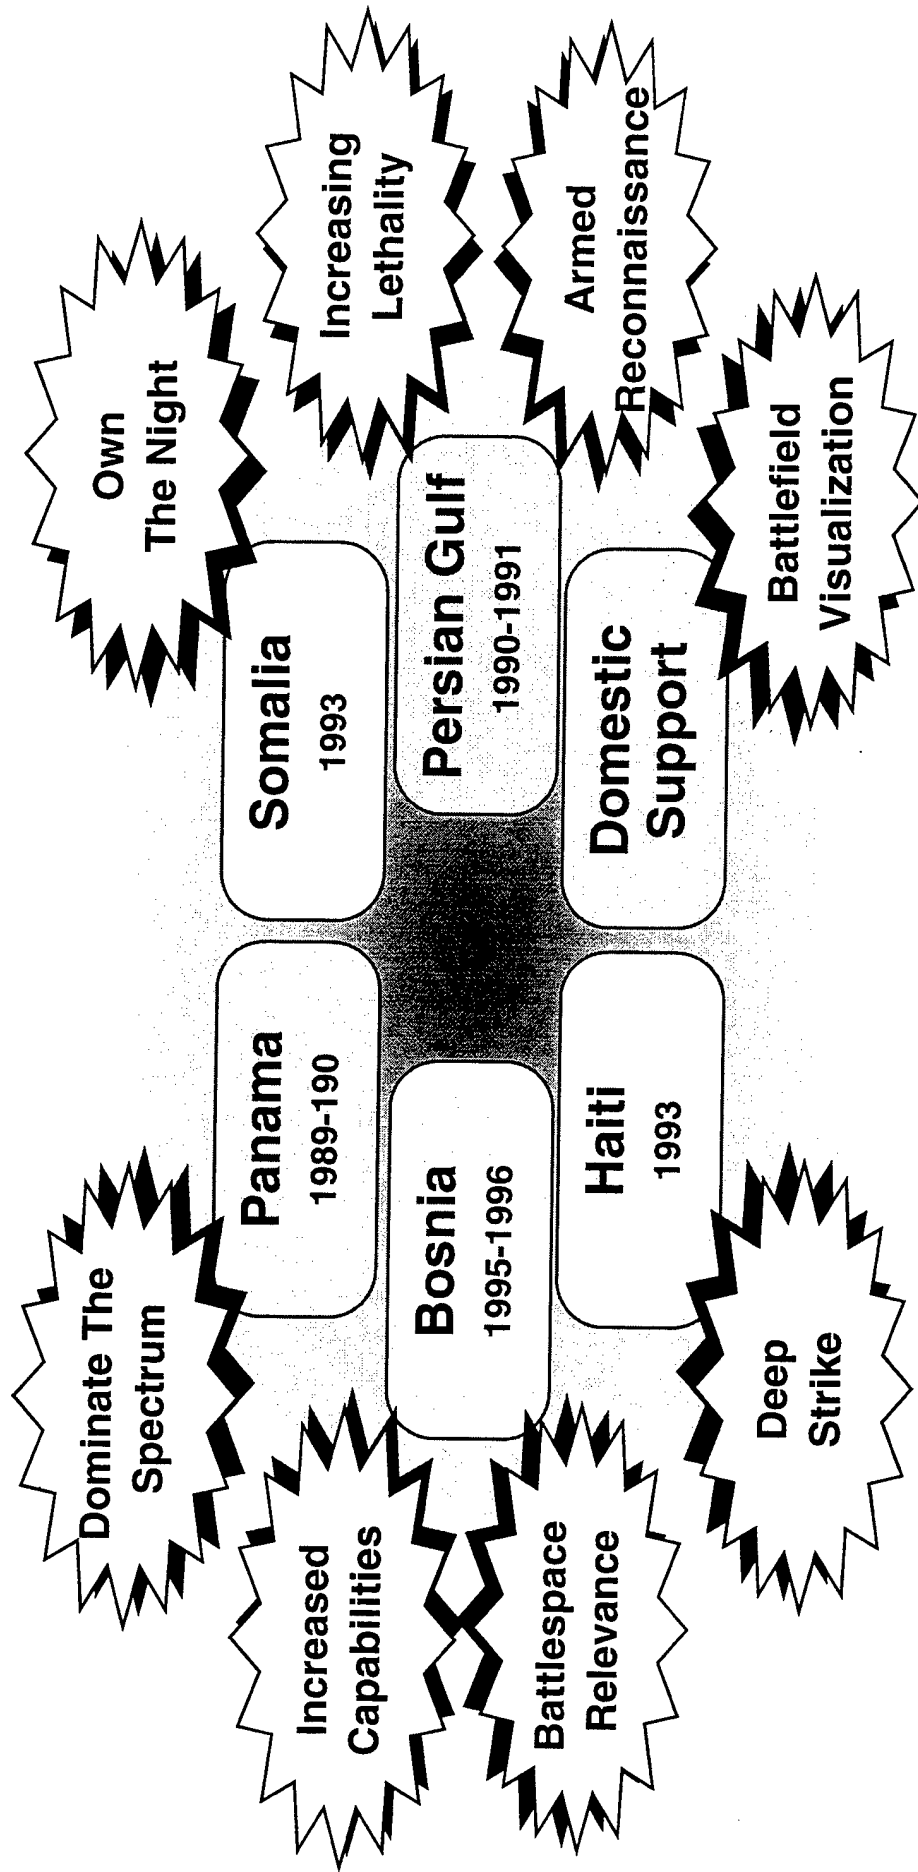 Dominate The
Spectrum
Own
The Night
Panama
1989-190
Somalia
1993
Increased
Capabilities
Increasing
Lethality
Bosnia
1995-1996
Persian Gulf
1990-1991
Battlespace
Relevance
Armed
Reconnaissance
Haiti
1993
Domestic
Support
Deep
Strike
Battlefield
Visualization